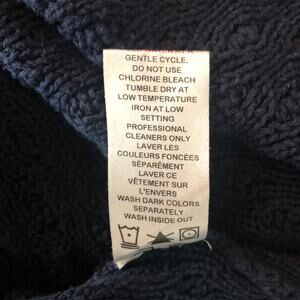 GENTLE CYCLE.
DO NOT USE
CHLORINE BLEACH
TUMBLE DRY AT
LOW TEMPERATURE
IRON AT LOW
SETTING
PROFESSIONAL
CLEANERS ONLY
LAVER LES
COULEURS FONCÉES
SÉPARÉMENT
LAVER CE
VÊTEMENT SUR
L'ENVERS
WASH DARK COLORS
SEPARATELY
WASH INSIDE OUT